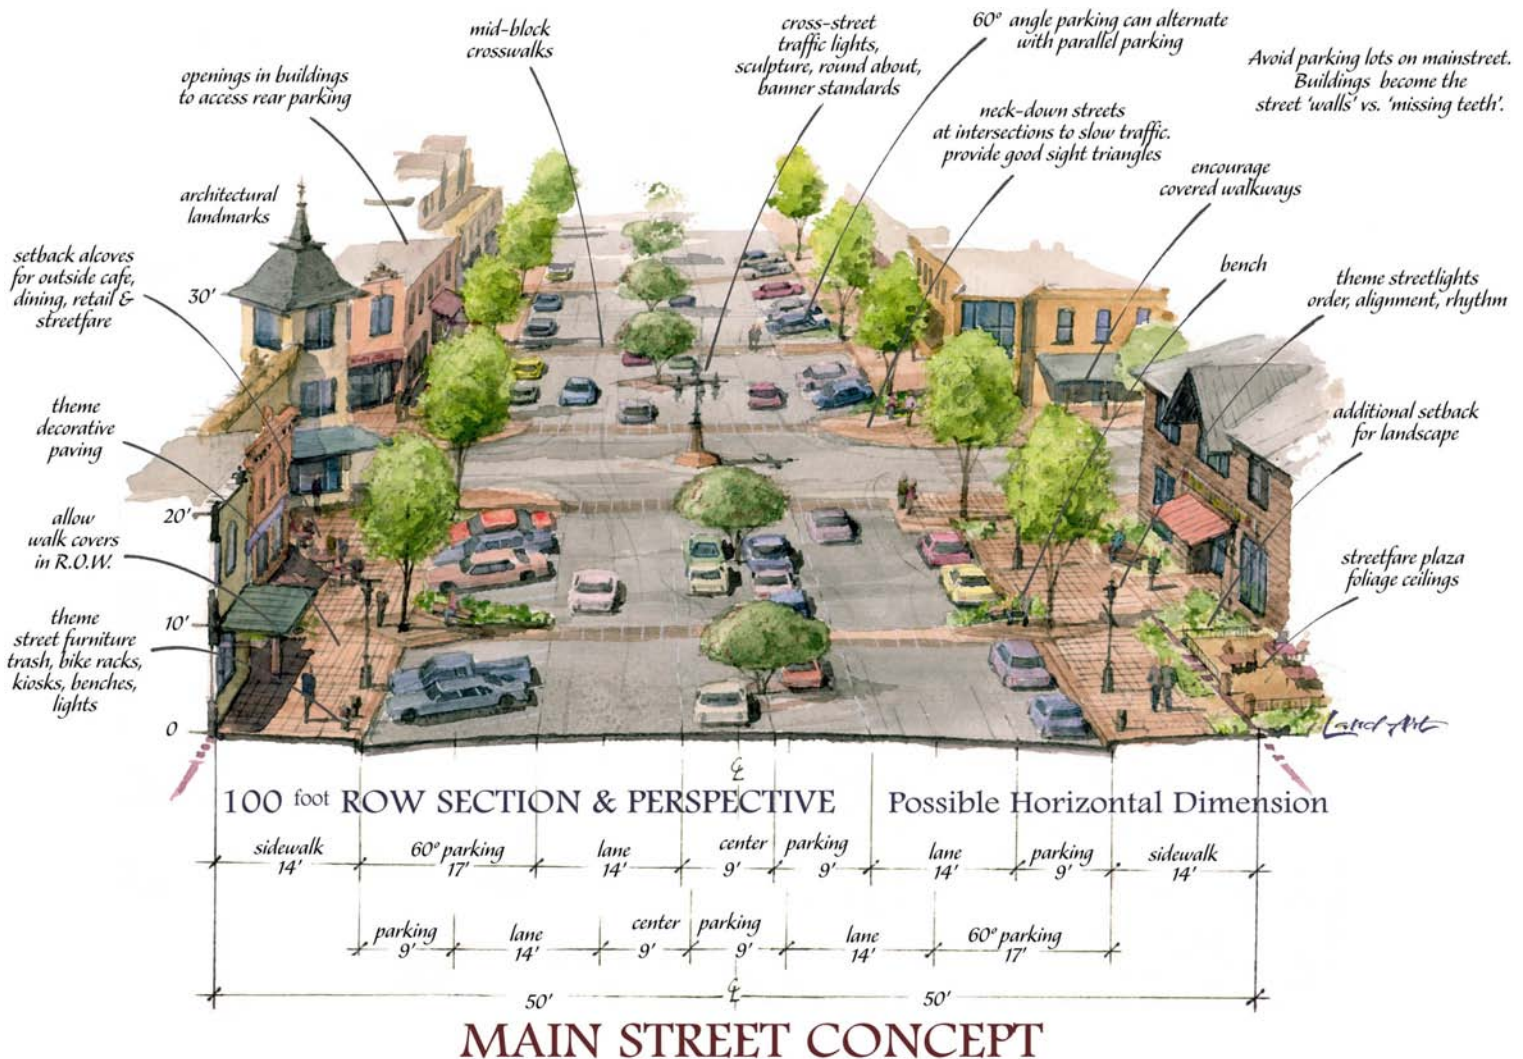 mid-block
crosswalks
cross-street
traffic lights,
sculpture, round about,
banner standards
60° angle parking can alternate
with parallel parking
Avoid parking lots on mainstreet.
Buildings become the
street 'walls' vs. 'missing teeth'.
openings in buildings
to access rear parking
neck-down streets
at intersections to slow traffic.
provide good sight triangles
encourage
covered walkways
architectural
landmarks
setback alcoves
for outside cafe,
dining, retail &
streetfare
bench
theme streetlights
order, alignment, rhythm
30'
theme
decorative
paving
additional setback
for landscape
20'
allow
walk covers
in R.O.W.
streetfare plaza
foliage ceilings
10'
theme
street furniture
trash, bike racks,
kiosks, benches,
lights
0
Land Art
℄
100 foot ROW SECTION & PERSPECTIVE
Possible Horizontal Dimension
sidewalk 14'
60° parking 17'
lane 14'
center 9'
parking 9'
lane 14'
parking 9'
sidewalk 14'
parking 9'
lane 14'
center 9'
parking 9'
lane 14'
60° parking 17'
50' ℄ 50'
MAIN STREET CONCEPT